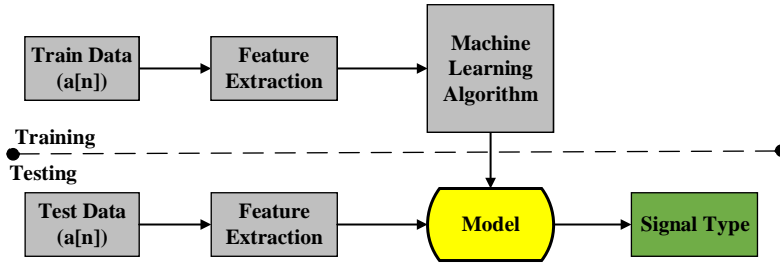 Train Data
(a[n])
Feature
Extraction
Machine
Learning
Algorithm
Training
Testing
Test Data
(a[n])
Feature
Extraction
Model
Signal Type